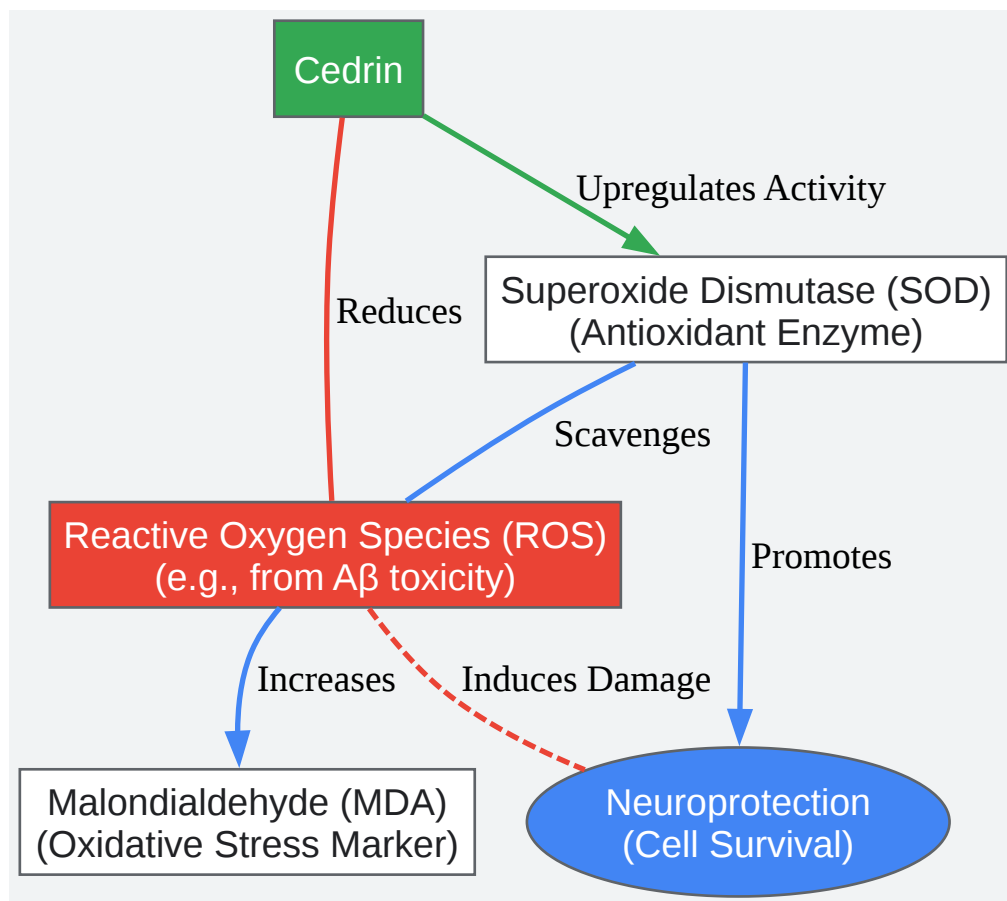 Cedrin
Upregulates Activity
Superoxide Dismutase (SOD)
(Antioxidant Enzyme)
Reduces
Scavenges
Reactive Oxygen Species (ROS)
(e.g., from Aβ toxicity)
Promotes
Increases
Induces Damage
Malondialdehyde (MDA)
(Oxidative Stress Marker)
Neuroprotection
(Cell Survival)